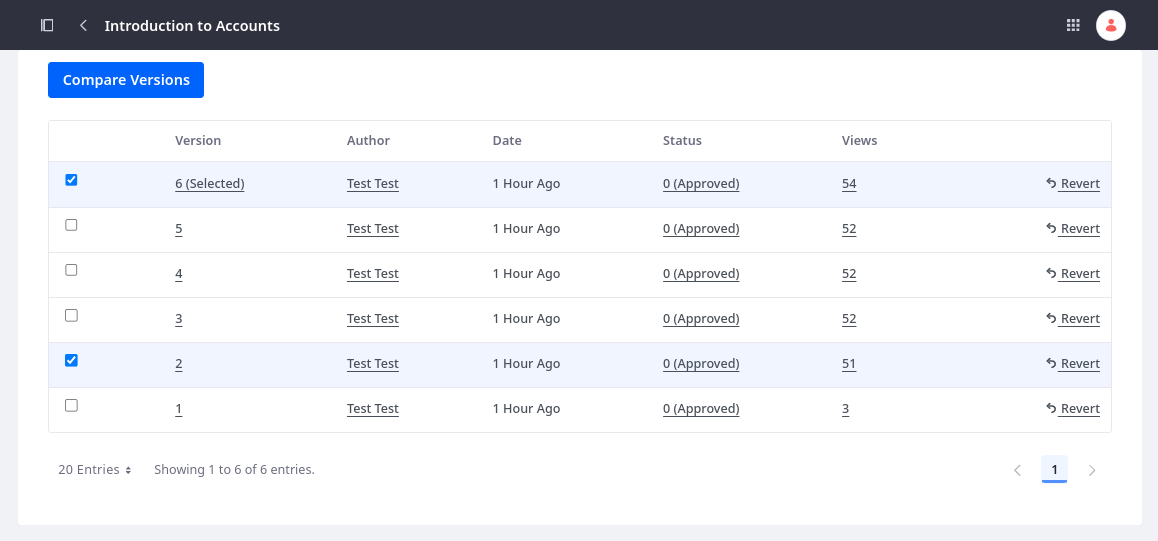 Introduction to Accounts
Compare Versions
Version Author Date Status Views
6 (Selected) Test Test 1 Hour Ago 0 (Approved) 54 Revert
5 Test Test 1 Hour Ago 0 (Approved) 52 Revert
4 Test Test 1 Hour Ago 0 (Approved) 52 Revert
3 Test Test 1 Hour Ago 0 (Approved) 52 Revert
2 Test Test 1 Hour Ago 0 (Approved) 51 Revert
1 Test Test 1 Hour Ago 0 (Approved) 3 Revert
20 Entries Showing 1 to 6 of 6 entries. 1